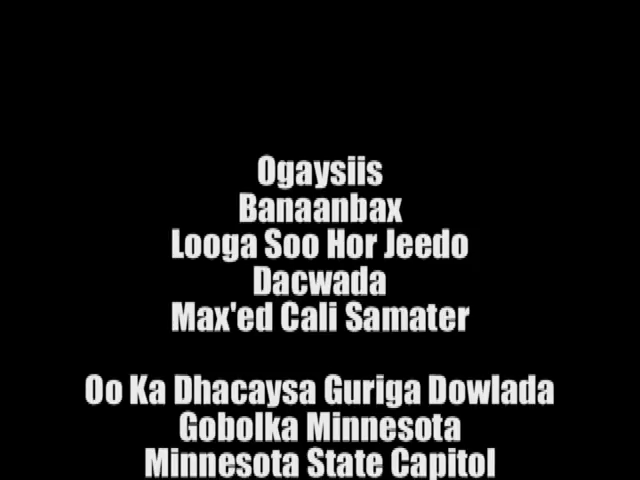 Ogaysiis
Banaanbax
Looga Soo Hor Jeedo
Dacwada
Max'ed Cali Samater
Oo Ka Dhacaysa Guriga Dowlada
Gobolka Minnesota
Minnesota State Capitol